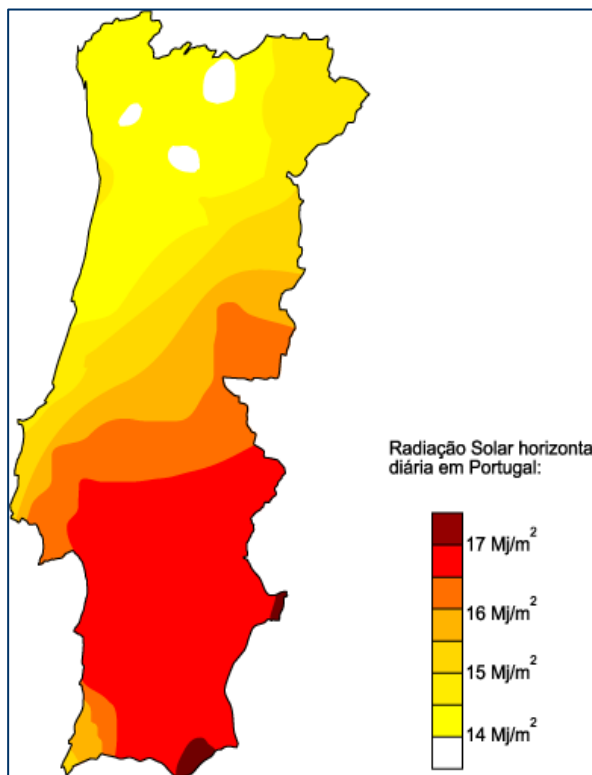 Radiação Solar horizonta
diária em Portugal:
17 Mj/m²
16 Mj/m²
15 Mj/m²
14 Mj/m²